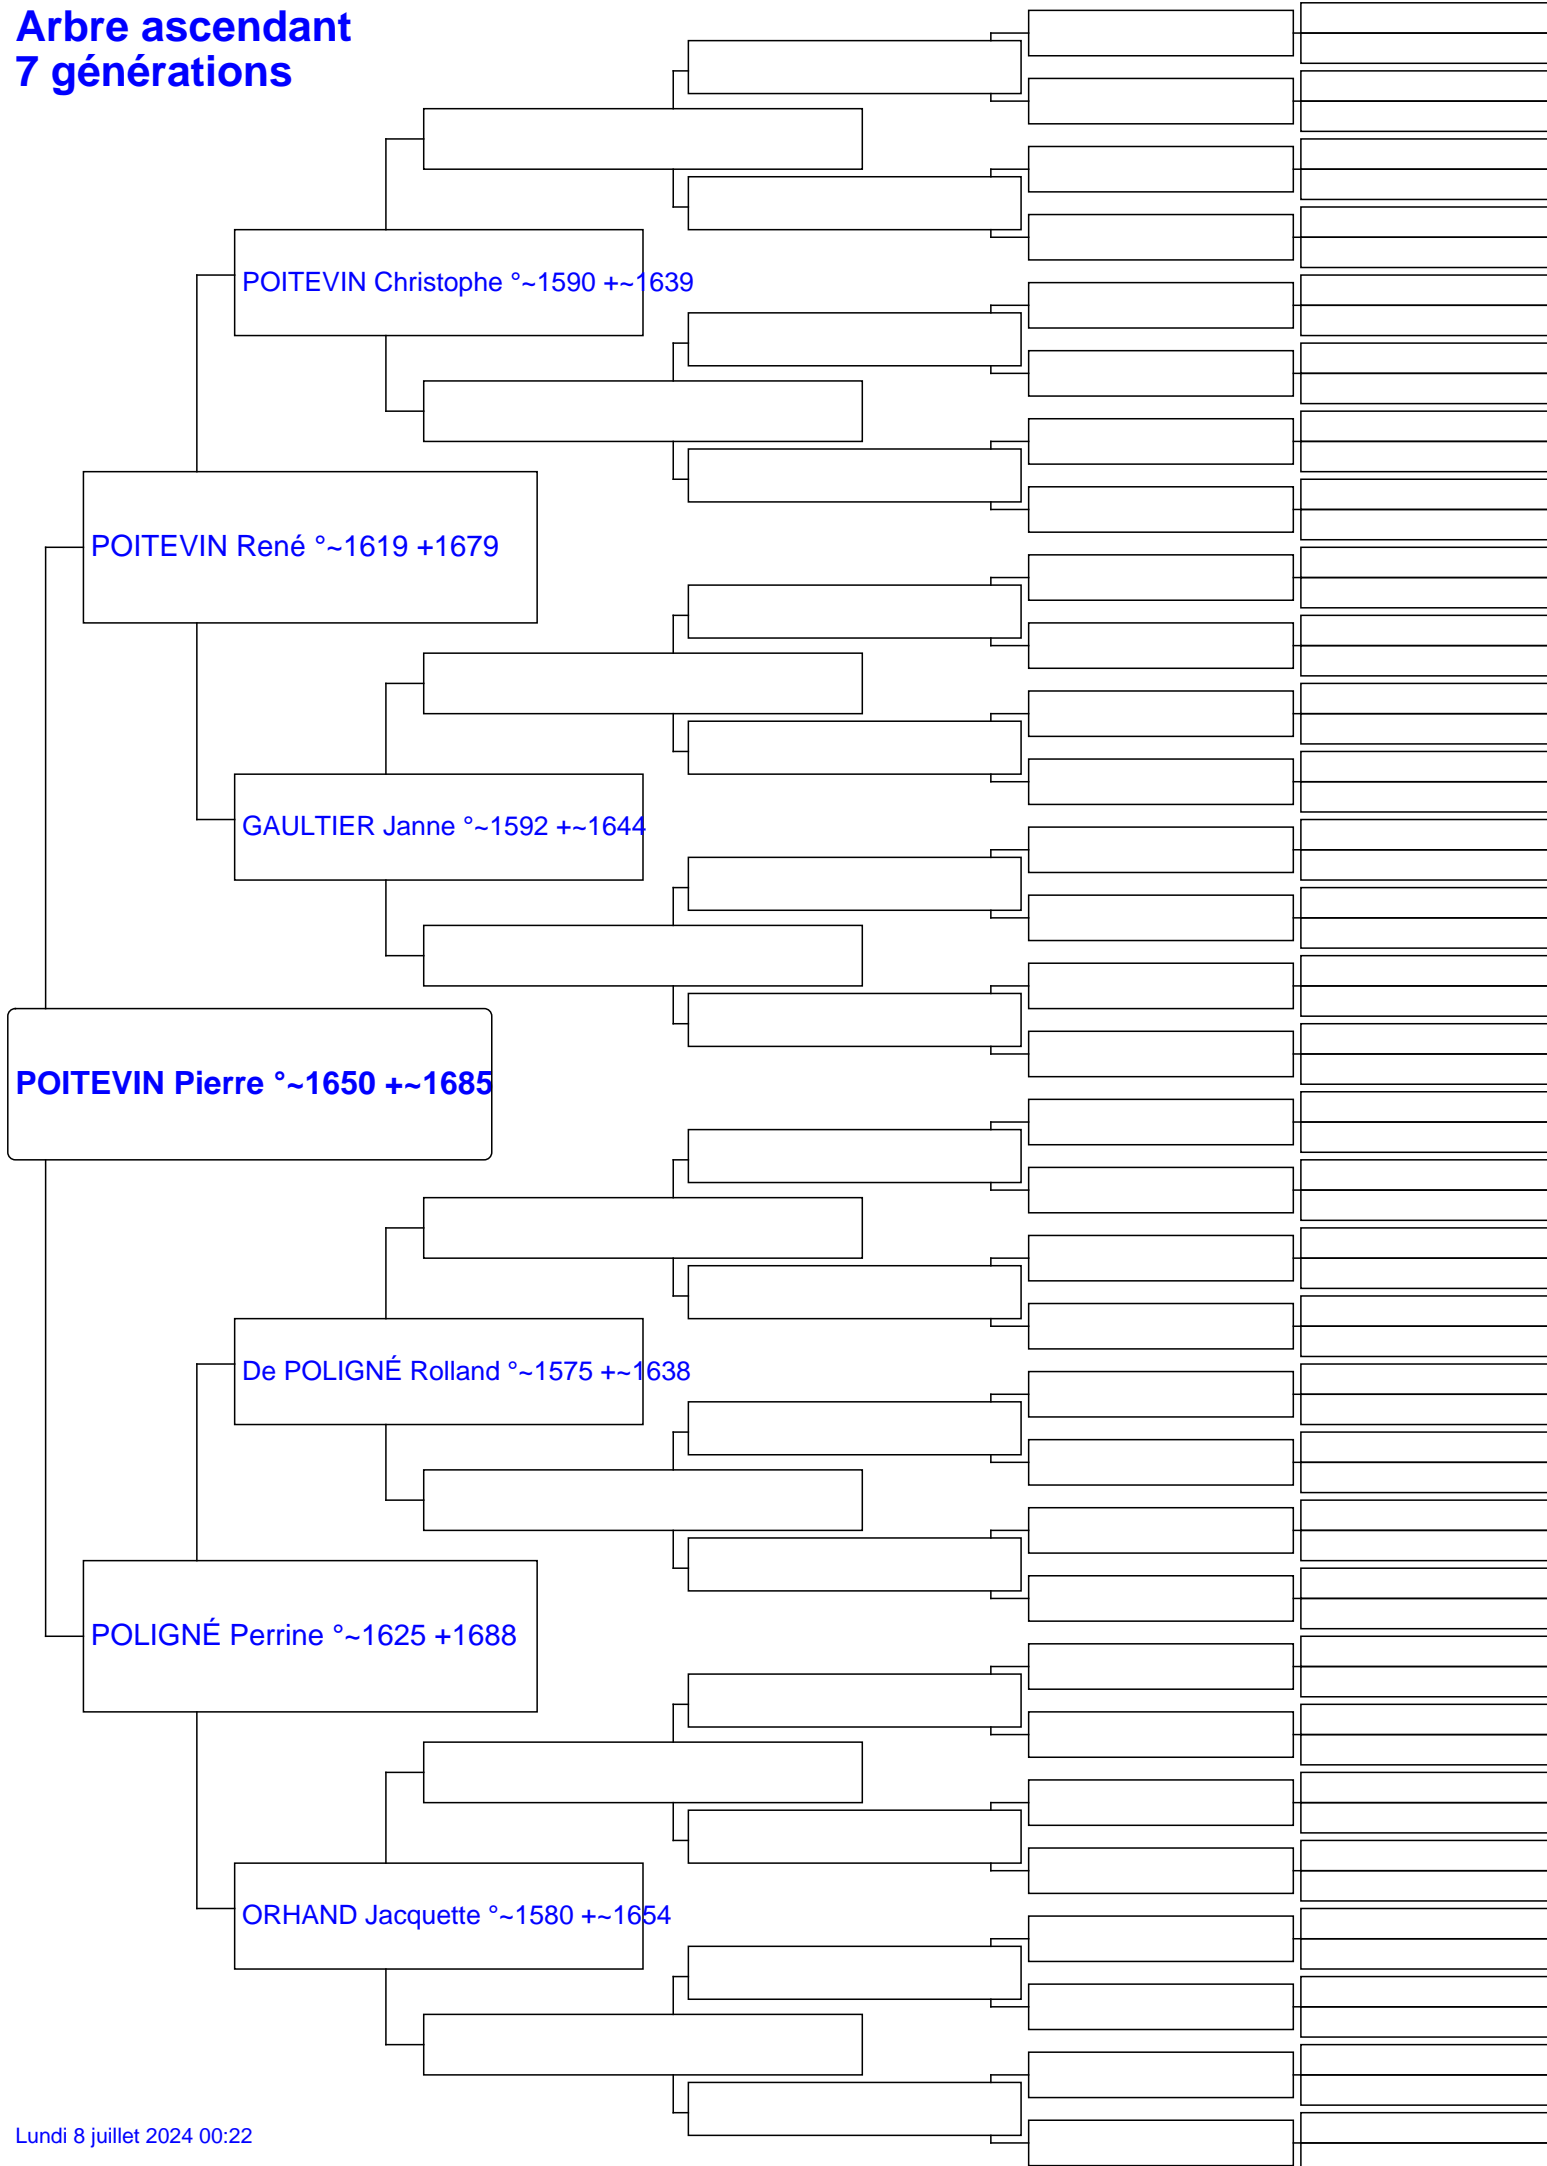 Arbre ascendant
7 générations
POITEVIN Christophe °~1590 +~1639
POITEVIN René °~1619 +1679
GAULTIER Janne °~1592 +~1644
POITEVIN Pierre °~1650 +~1685
De POLIGNÉ Rolland °~1575 +~1638
POLIGNÉ Perrine °~1625 +1688
ORHAND Jacquette °~1580 +~1654
Lundi 8 juillet 2024 00:22